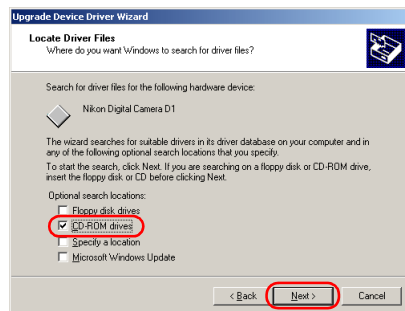 Upgrade Device Driver Wizard
Locate Driver Files
Where do you want Windows to search for driver files?
Search for driver files for the following hardware device:
Nikon Digital Camera D1
The wizard searches for suitable drivers in its driver database on your computer and in
any of the following optional search locations that you specify.
To start the search, click Next. If you are searching on a floppy disk or CD-ROM drive,
insert the floppy disk or CD before clicking Next.
Optional search locations:
Floppy disk drives
CD-ROM drives
Specify a location
Microsoft Windows Update
< Back Next > Cancel